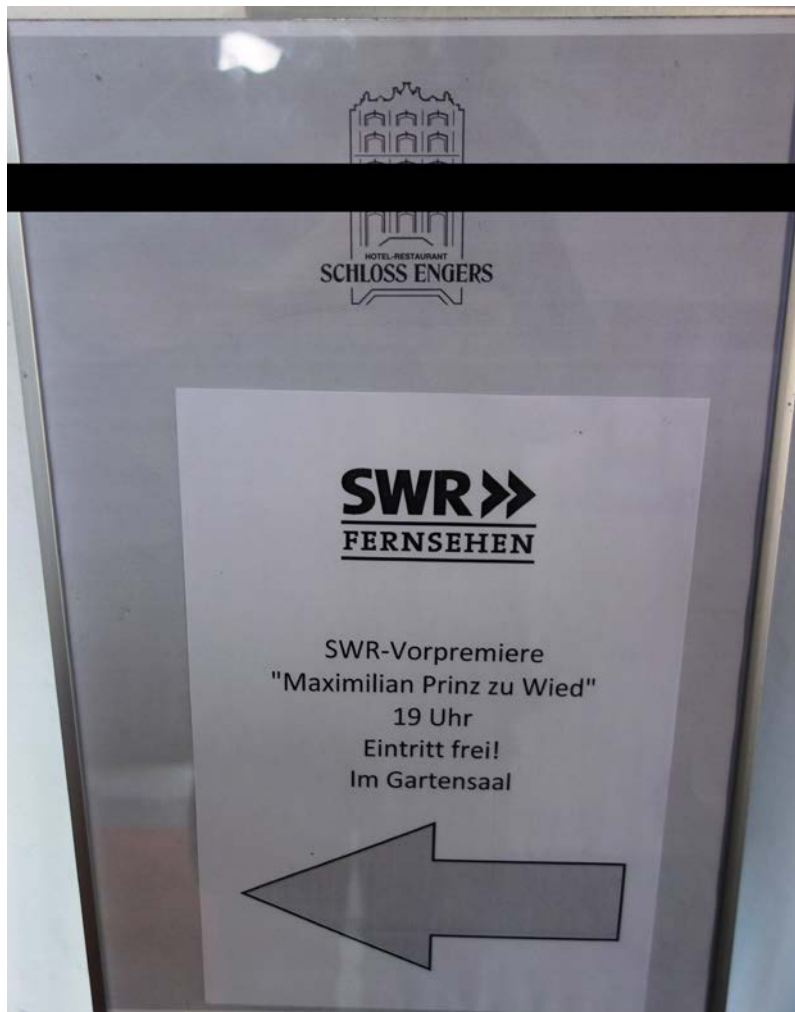 HOTEL-RESTAURANT
SCHLOSS ENGERS
SWR
FERNSEHEN
SWR-Vorpremiere
"Maximilian Prinz zu Wied"
19 Uhr
Eintritt frei!
Im Gartensaal